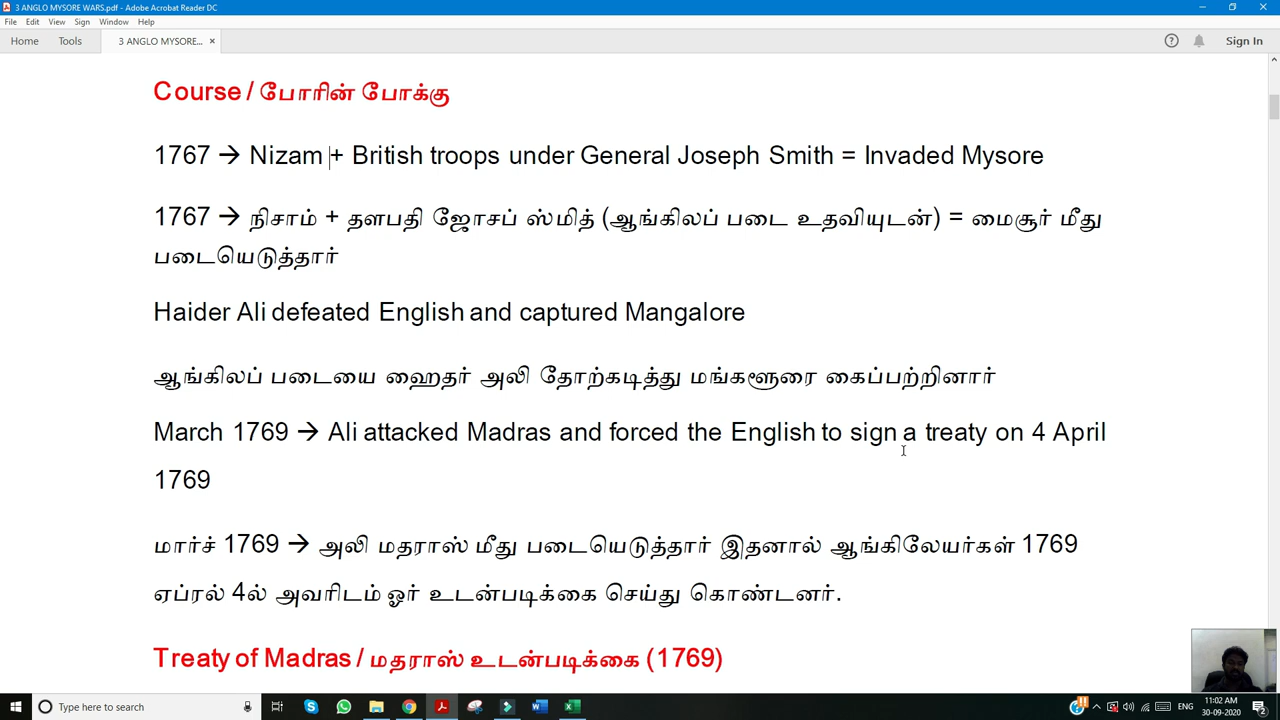 3 ANGLO MYSORE WARS.pdf - Adobe Acrobat Reader DC
File Edit View Sign Window Help
Home Tools 3 ANGLO MYSORE... × Sign In
Course / போரின் போக்கு
1767 → Nizam + British troops under General Joseph Smith = Invaded Mysore
1767 → நிசாம் + தளபதி ஜோசப் ஸ்மித் (ஆங்கிலப் படை உதவியுடன்) = மைசூர் மீது
படையெடுத்தார்
Haider Ali defeated English and captured Mangalore
ஆங்கிலப் படையை ஹைதர் அலி தோற்கடித்து மங்களூரை கைப்பற்றினார்
March 1769 → Ali attacked Madras and forced the English to sign a treaty on 4 April
1769
மார்ச் 1769 → அலி மதராஸ் மீது படையெடுத்தார் இதனால் ஆங்கிலேயர்கள் 1769
ஏப்ரல் 4ல் அவரிடம் ஓர் உடன்படிக்கை செய்து கொண்டனர்.
Treaty of Madras / மதராஸ் உடன்படிக்கை (1769)
Type here to search ENG 11:02 AM
30-09-2020